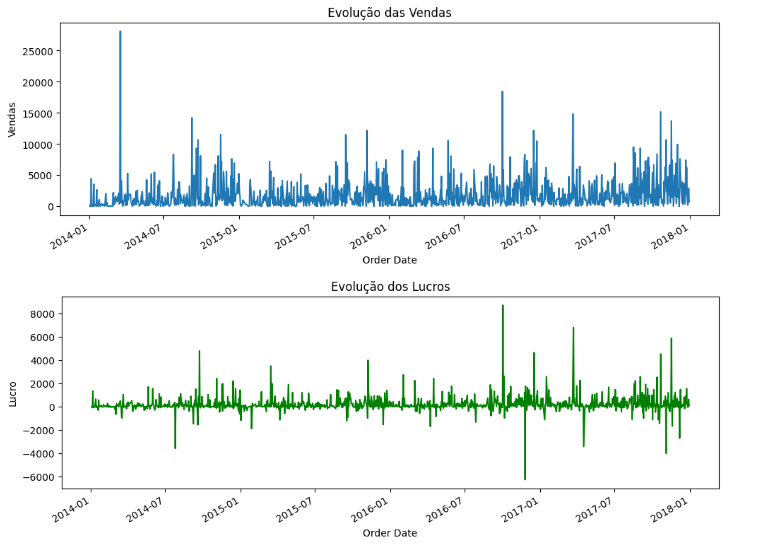 Evolução das Vendas
25000
20000
15000
10000
5000
0
Vendas
2014-01 2014-07 2015-01 2015-07 2016-01 2016-07 2017-01 2017-07 2018-01
Order Date
Evolução dos Lucros
8000
6000
4000
2000
0
−2000
−4000
−6000
Lucro
2014-01 2014-07 2015-01 2015-07 2016-01 2016-07 2017-01 2017-07 2018-01
Order Date